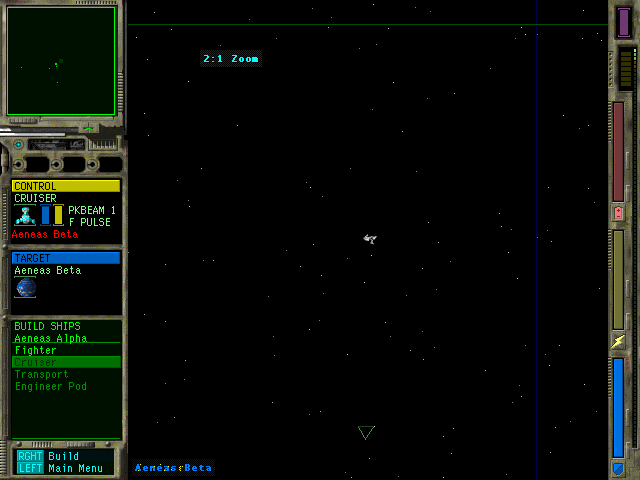 2:1 Zoom
CONTROL
CRUISER
PKBEAM 1
F PULSE
Aeneas Beta
TARGET
Aeneas Beta
BUILD SHIPS
Aeneas Alpha
Fighter
Cruiser
Transport
Engineer Pod
RGHT Build
LEFT Main Menu
Beta